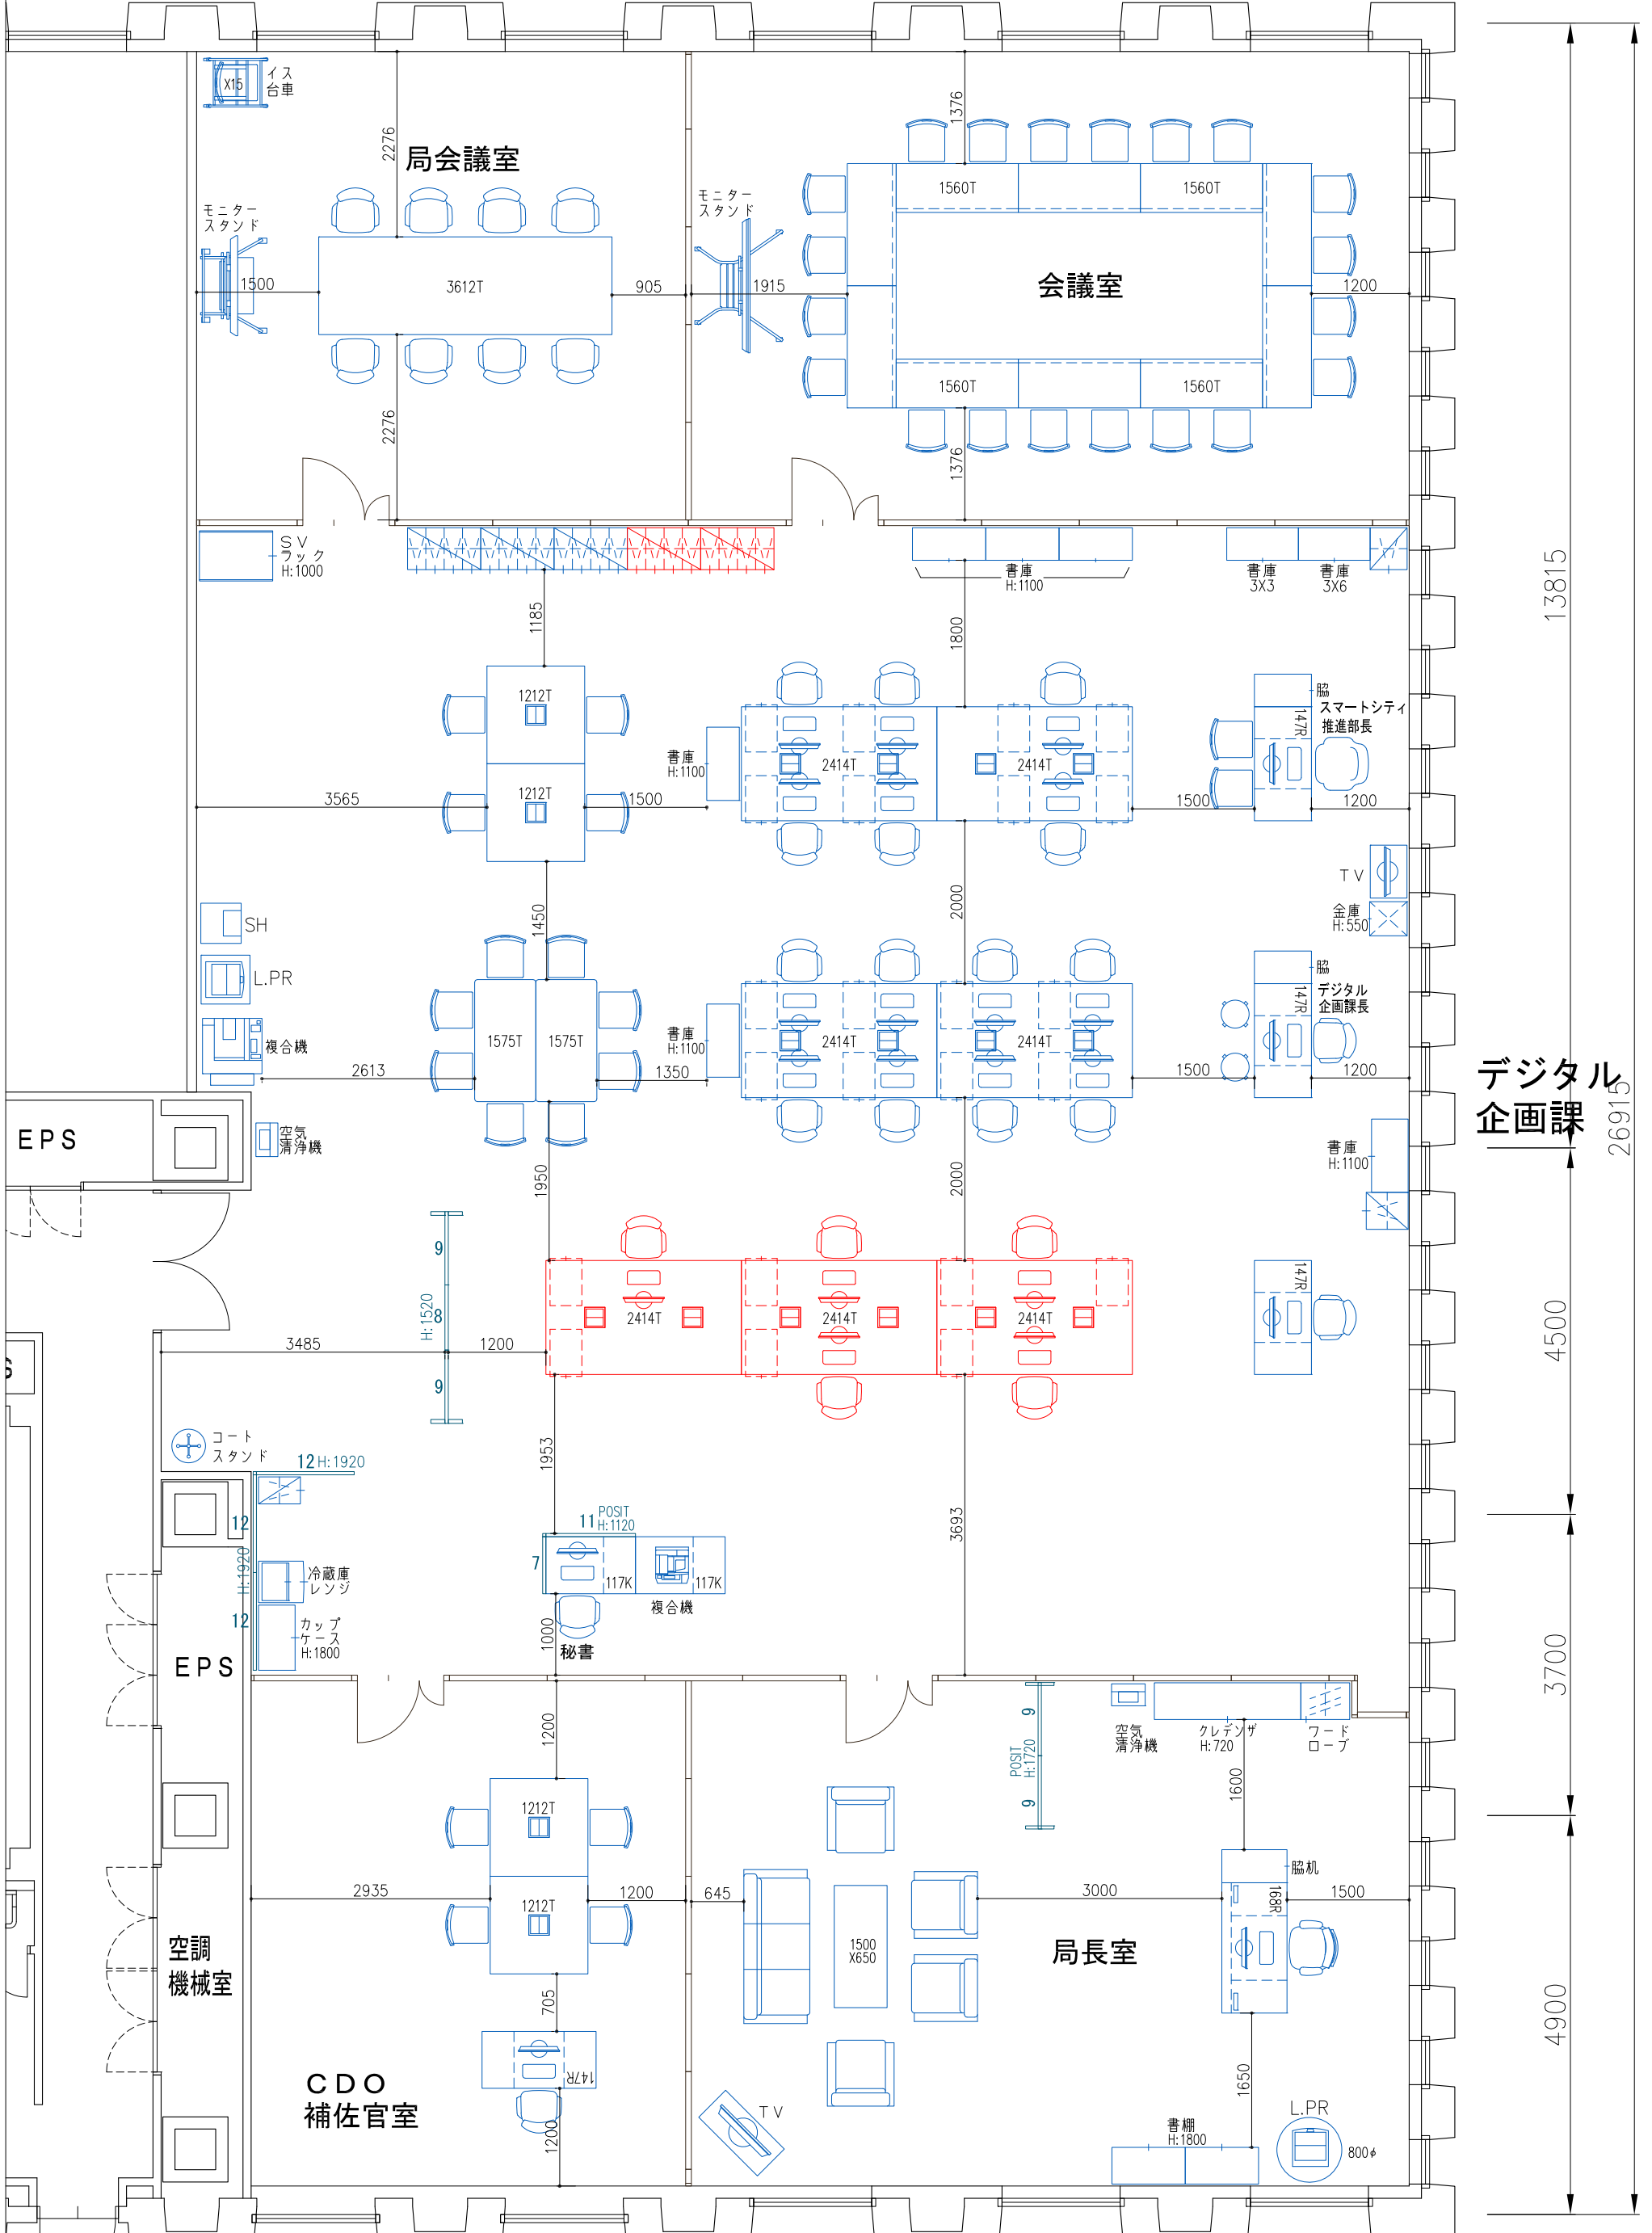 X15
イス
台車
2276
局会議室
1376
モニター
スタンド
モニター
スタンド
1560T
1560T
1500
3612T
905
1915
会議室
1200
1560T
1560T
2276
1376
SV
ラック
H:1000
書庫
H:1100
書庫
3X3
書庫
3X6
1185
1800
13815
1212T
脇
スマートシティ
推進部長
147R
書庫
H:1100
2414T
2414T
1212T
3565
1500
1500
1200
TV
1450
2000
金庫
H:550
SH
L.PR
脇
デジタル
企画課長
147R
複合機
1575T
1575T
書庫
H:1100
2414T
2414T
2613
1350
1500
1200
デジタル
企画課
26915
EPS
空気
清浄機
書庫
H:1100
1950
2000
9
H:1520
8
9
147R
2414T
2414T
2414T
4500
3485
1200
コート
スタンド
12 H:1920
1953
3693
11
POSIT
H:1120
12
H:1920
12
7
117K
117K
冷蔵庫
レンジ
複合機
カップ
ケース
H:1800
1000
秘書
EPS
3700
1200
9
POSIT
H:1720
9
空気
清浄機
クレデンザ
H:720
ワード
ローブ
1600
1212T
脇机
168R
2935
1200
645
3000
1500
1212T
1500
X650
局長室
空調
機械室
705
4900
147R
CDO
補佐官室
1200
TV
1650
書棚
H:1800
L.PR
800φ